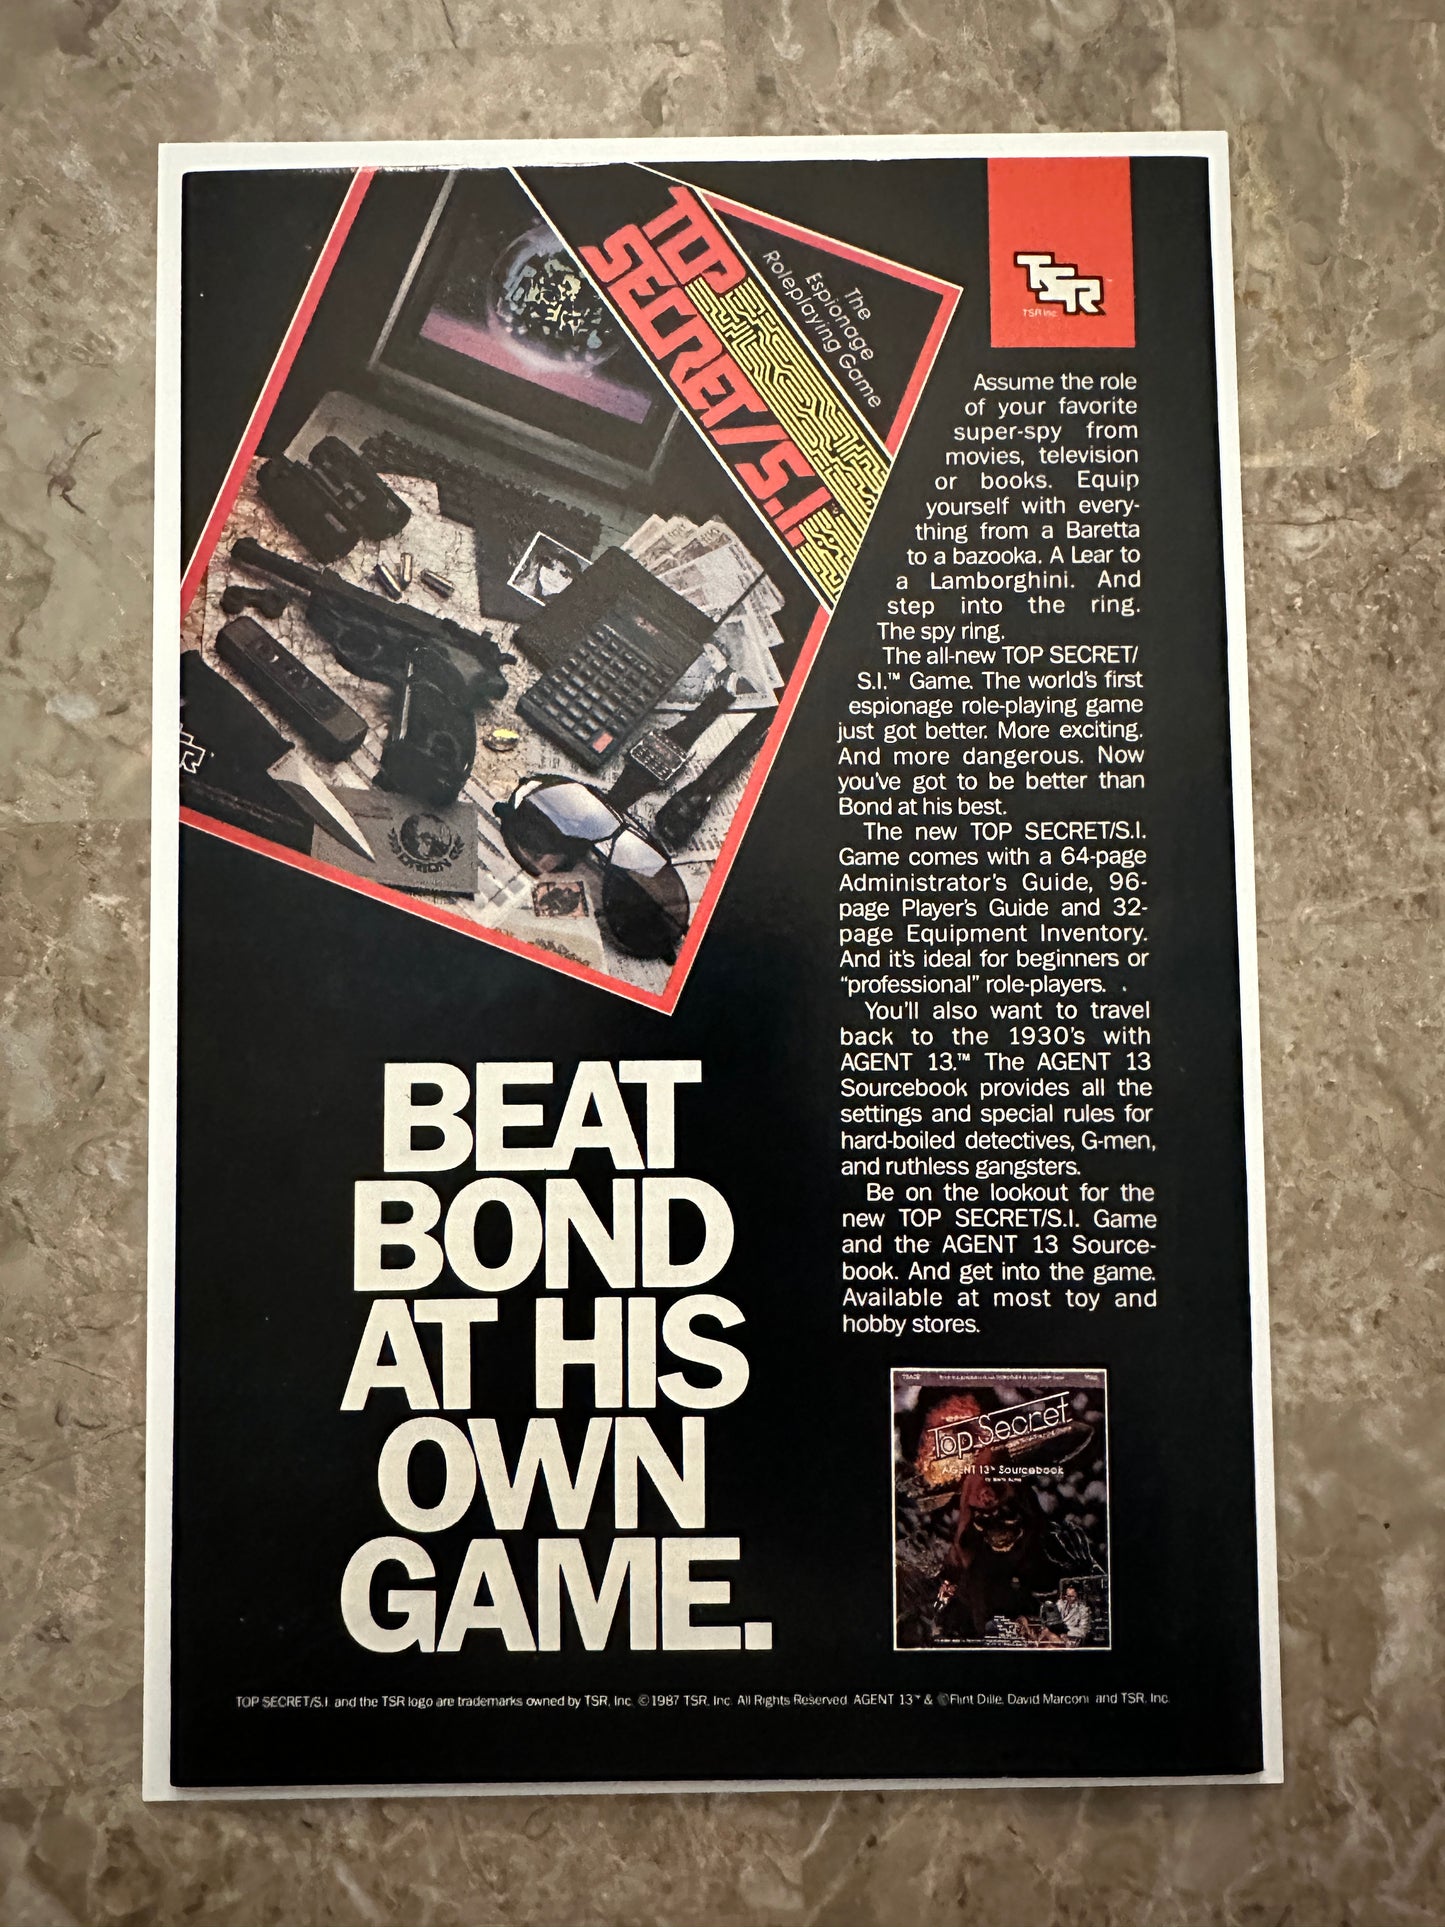 TOP
SECRET/S.I.
The
Espionage
Roleplaying Game
ORION
TSR
TSR Inc.
Assume the role
of your favorite
super-spy from
movies, television
or books. Equip
yourself with every-
thing from a Baretta
to a bazooka. A Lear to
a Lamborghini. And
step into the ring.
The spy ring.
The all-new TOP SECRET/
S.I.™ Game. The world's first
espionage role-playing game
just got better. More exciting.
And more dangerous. Now
you've got to be better than
Bond at his best.
The new TOP SECRET/S.I.
Game comes with a 64-page
Administrator's Guide, 96-
page Player's Guide and 32-
page Equipment Inventory.
And it's ideal for beginners or
“professional” role-players.
You'll also want to travel
back to the 1930's with
AGENT 13.™ The AGENT 13
Sourcebook provides all the
settings and special rules for
hard-boiled detectives, G-men,
and ruthless gangsters.
Be on the lookout for the
new TOP SECRET/S.I. Game
and the AGENT 13 Source-
book. And get into the game.
Available at most toy and
hobby stores.
BEAT
BOND
AT HIS
OWN
GAME.
Top Secret
AGENT 13™ Sourcebook
TOP SECRET/S.I. and the TSR logo are trademarks owned by TSR, Inc. ©1987 TSR, Inc. All Rights Reserved. AGENT 13™ & ©Flint Dille, David Marconi and TSR, Inc.